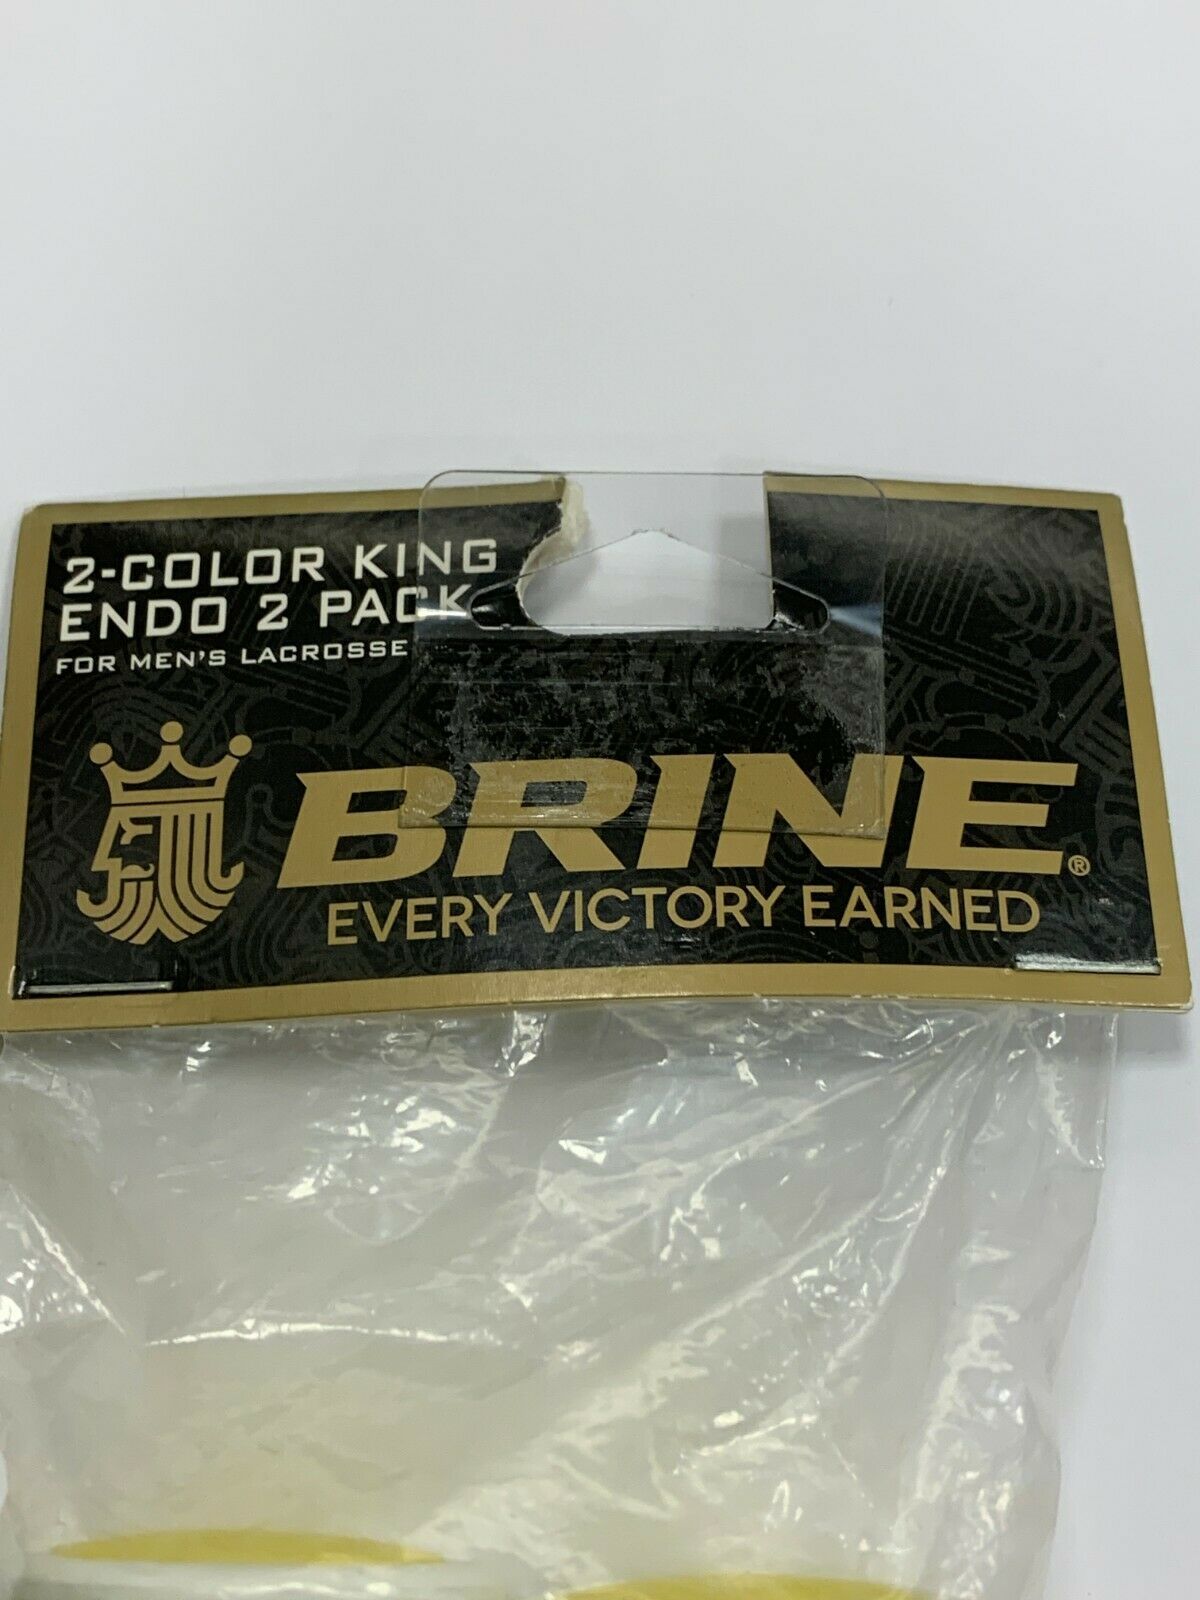 2-COLOR KING
ENDO 2 PACK
FOR MEN'S LACROSSE
BRINE®
EVERY VICTORY EARNED